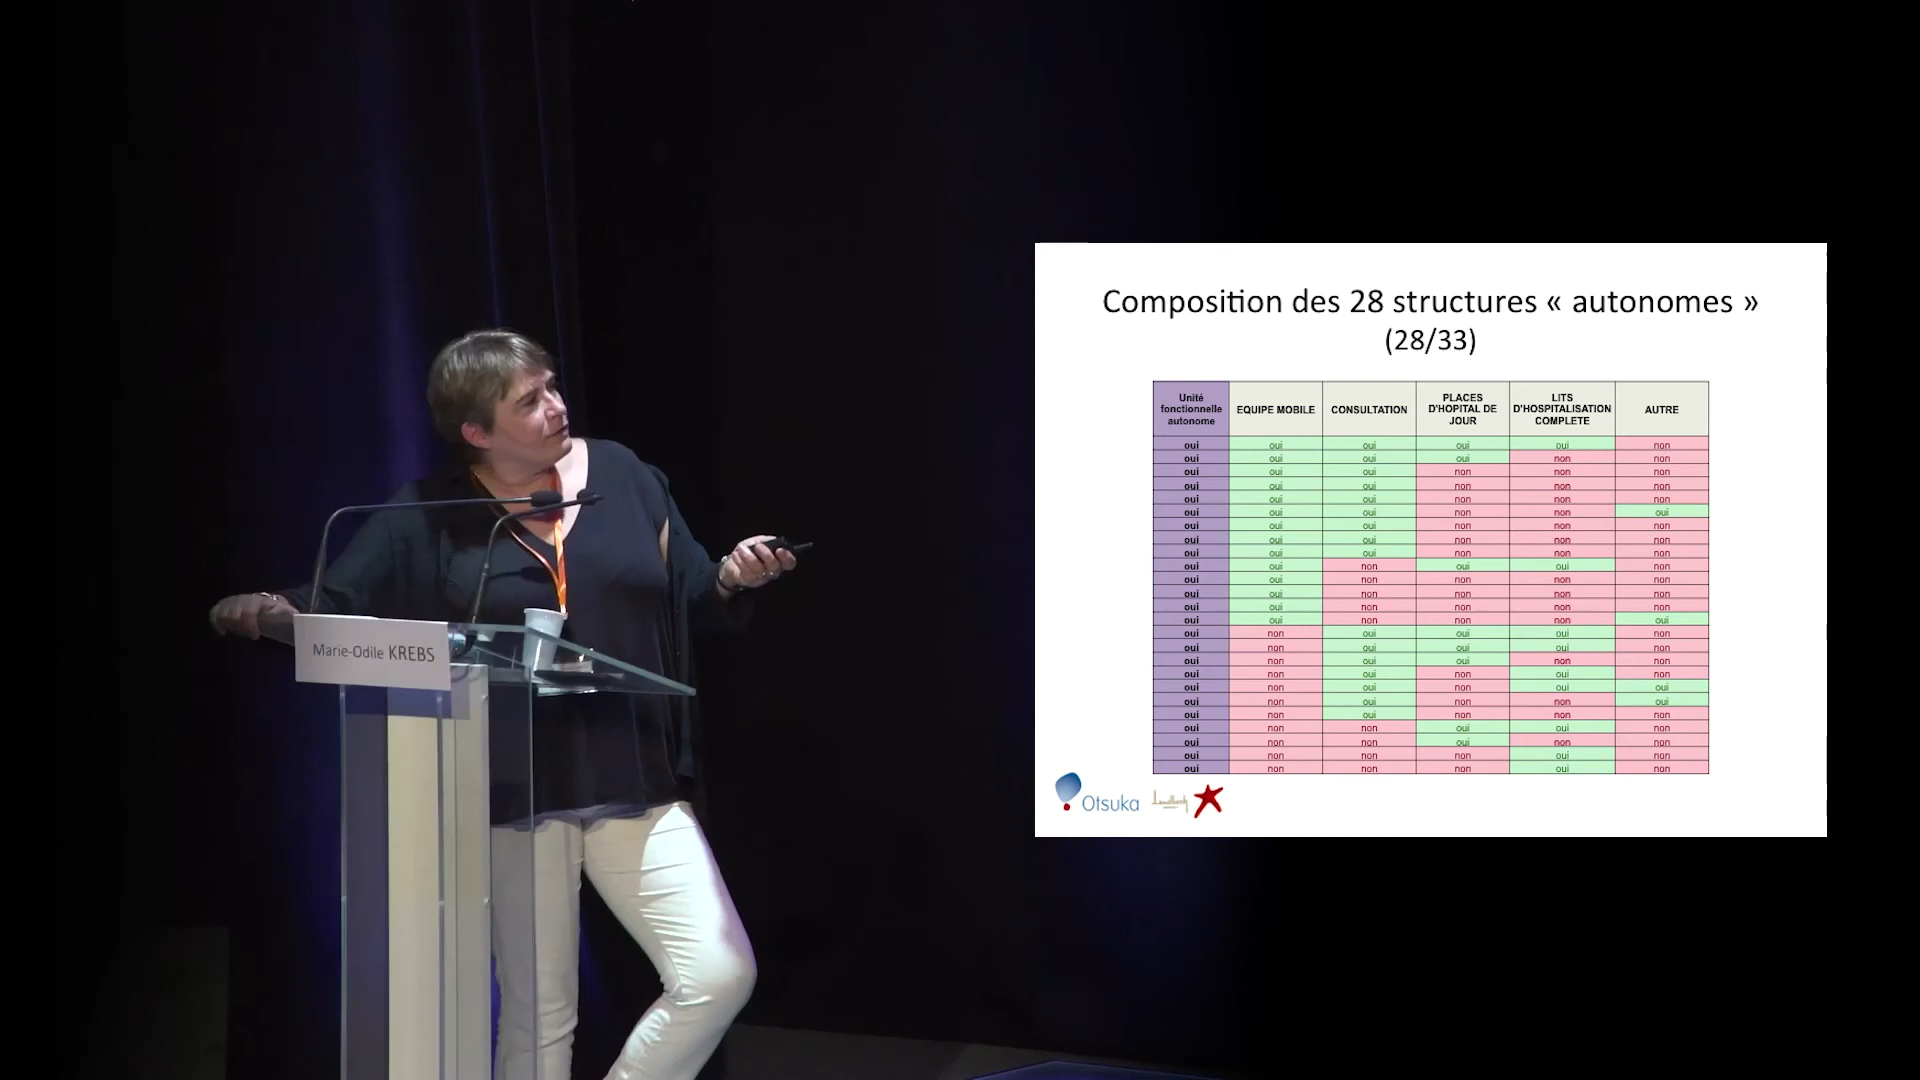 Marie-Odile KREBS
Composition des 28 structures « autonomes »
(28/33)
Unité fonctionnelle autonome EQUIPE MOBILE CONSULTATION PLACES D'HOPITAL DE JOUR LITS D'HOSPITALISATION COMPLETE AUTRE
oui oui oui oui oui non
oui oui oui oui non non
oui oui oui non non non
oui oui oui non non non
oui oui oui non non non
oui oui oui non non oui
oui oui oui non non non
oui oui oui non non non
oui oui oui non non non
oui oui non oui oui non
oui oui non non non non
oui oui non non non non
oui oui non non non non
oui oui non non non oui
oui non oui oui oui non
oui non oui oui oui non
oui non oui oui non non
oui non oui non oui non
oui non oui non oui oui
oui non oui non non oui
oui non oui non non non
oui non non oui oui non
oui non non oui non non
oui non non non oui non
oui non non non oui non
Otsuka
Lundbeck